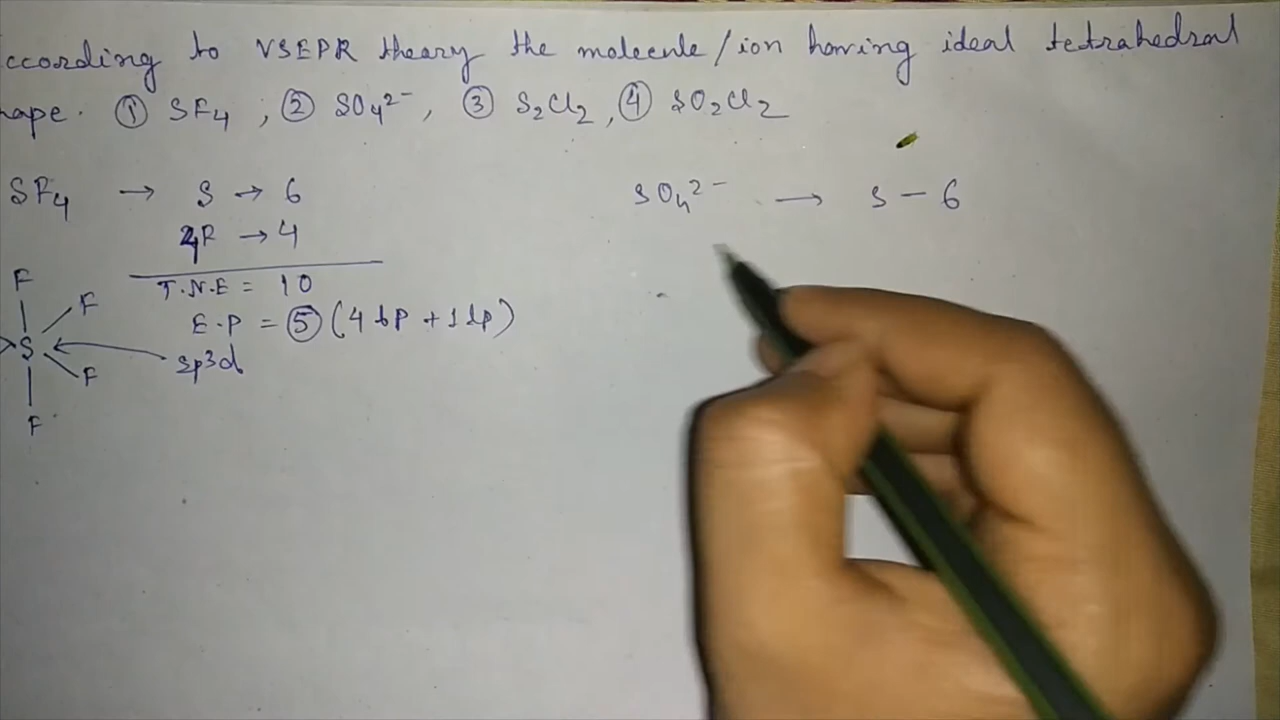 ccording to VSEPR theory the molecule/ion having ideal tetrahedral
hape. ① SF4 ; ② SO4²⁻, ③ S2Cl2, ④ SO2Cl2
SF4 → S → 6
4F → 4
T.N.E = 10
E.P = ⑤ (4 bp + 1 lp)
sp³d
F
F
S
F
F
SO4²⁻ → S − 6